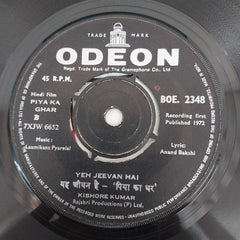 TRADE MARK
ODEON
Regd. Trade Mark of The Gramophone Co. Ltd.
45 R.P.M.
Hindi Film
PIYA KA
GHAR
B
7XJW 6652
Music :
Laxmikant Pyarelal
BOE. 2348
Recording first
Published 1972
Lyric:
Anand Bakshi
YEH JEEVAN HAI
यह जीवन है - 'पिया का घर'
KISHORE KUMAR
Rajshri Productions (P) Ltd.